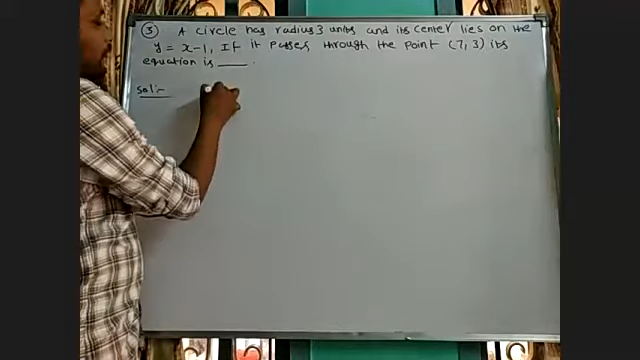 ③ A circle has radius 3 units and its center lies on the
y = x-1, If it passes through the point (7, 3) its
equation is ___ .
Sol:-